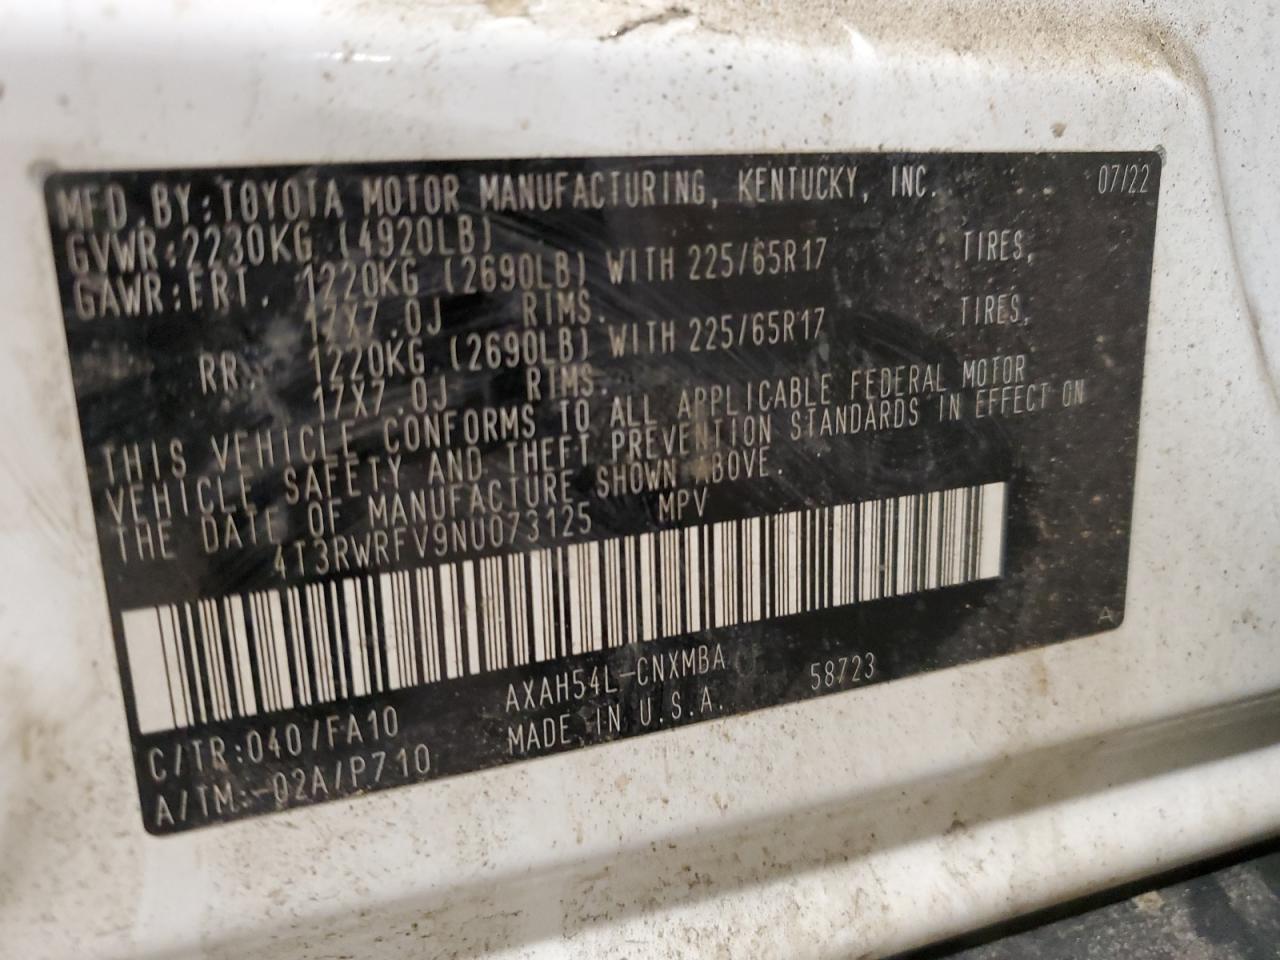 MFD.BY:TOYOTA MOTOR MANUFACTURING, KENTUCKY, INC. 07/22
GVWR:2230KG (4920LB)
GAWR:FRT. 1220KG (2690LB) WITH 225/65R17 TIRES,
17X7.0J RIMS.
RR. 1220KG (2690LB) WITH 225/65R17 TIRES,
17X7.0J RIMS.
THIS VEHICLE CONFORMS TO ALL APPLICABLE FEDERAL MOTOR
VEHICLE SAFETY AND THEFT PREVENTION STANDARDS IN EFFECT ON
THE DATE OF MANUFACTURE SHOWN ABOVE.
4T3RWRFV9NU073125 MPV
A
AXAH54L-CNXMBA 58723
C/TR:040/FA10 MADE IN U.S.A.
A/TM:-02A/P710